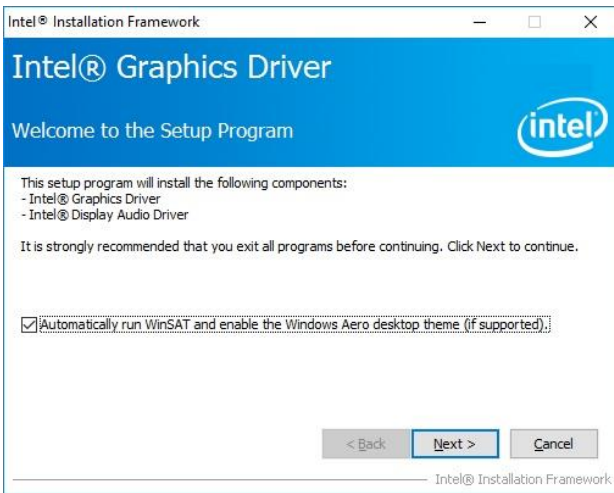 Intel® Installation Framework
Intel® Graphics Driver
Welcome to the Setup Program
intel
This setup program will install the following components:
- Intel® Graphics Driver
- Intel® Display Audio Driver
It is strongly recommended that you exit all programs before continuing. Click Next to continue.
Automatically run WinSAT and enable the Windows Aero desktop theme (if supported).
< Back Next > Cancel
Intel® Installation Framework